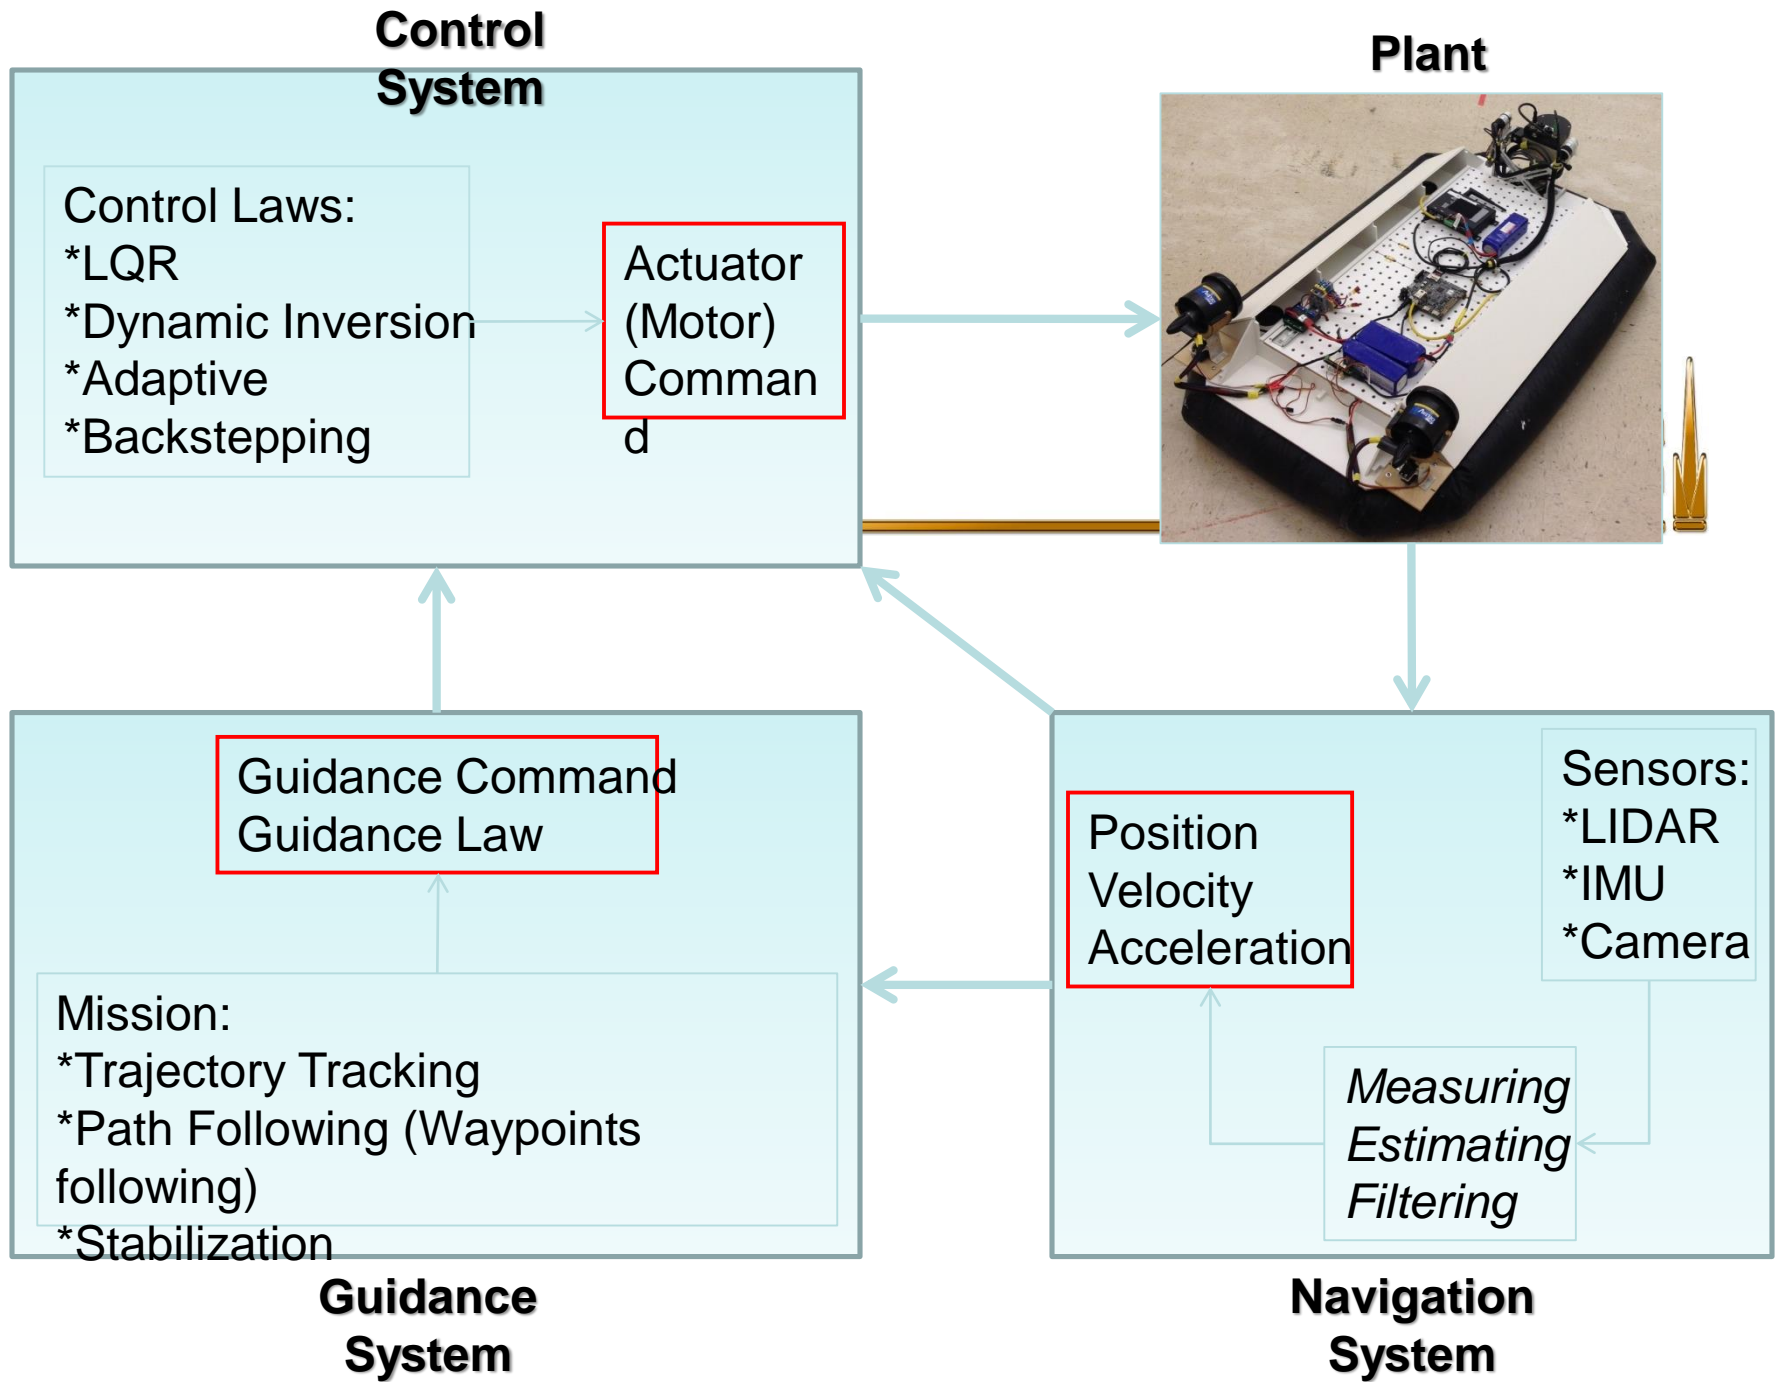 Control
System
Plant
Control Laws:
*LQR
*Dynamic Inversion
*Adaptive
*Backstepping
Actuator
(Motor)
Comman
d
Guidance Command
Guidance Law
Mission:
*Trajectory Tracking
*Path Following (Waypoints
following)
*Stabilization
Position
Velocity
Acceleration
Sensors:
*LIDAR
*IMU
*Camera
Measuring
Estimating
Filtering
Guidance
System
Navigation
System